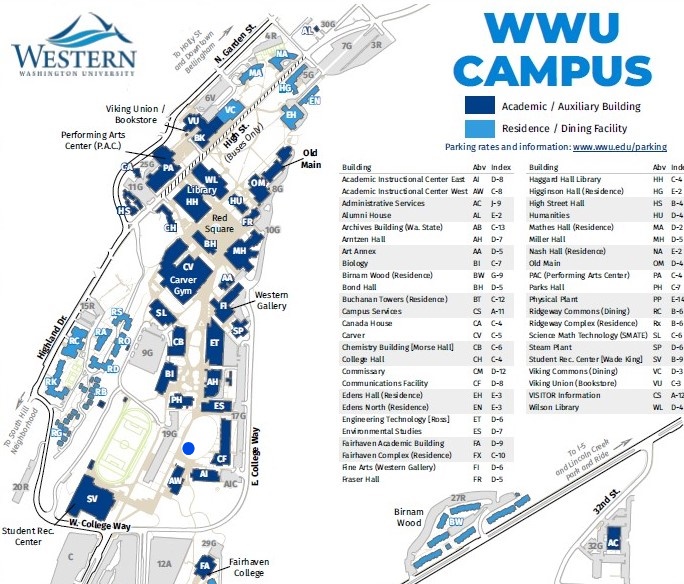 WWU
CAMPUS
WESTERN
WASHINGTON UNIVERSITY
Academic / Auxiliary Building
Residence / Dining Facility
Parking rates and information: www.wwu.edu/parking
To Holly St
and Downtown
Bellingham
N. Garden St.
4R
AL
3G
7G
3R
NA
MA
5G
HG
EN
EH
6V
VC
Viking Union /
Bookstore
VU
BK
High St.
(Buses Only)
Performing Arts
Center (P.A.C.)
PA
CA
25G
11G
HS
WL
Library
HH
Old
Main
OM
8G
HU
FR
CH
Red
Square
10G
BH
MH
CV
Carver
Gym
AA
Western
Gallery
FI
SP
SL
CB
ET
9G
BI
AH
PH
ES
17G
19G
CF
AI
AW
AIC
E. College Way
Highland Dr.
15R
RS
RA
RC
RO
RD
RK
RB
RG
To South Hill
Neighborhood
20R
SV
Student Rec.
Center
W. College Way
C
12A
29G
FA
Fairhaven
College
Building Abv Index
Academic Instructional Center East AI D-8
Academic Instructional Center West AW C-8
Administrative Services AC J-9
Alumni House AL E-2
Archives Building (Wa. State) AB C-13
Arntzen Hall AH D-7
Art Annex AA D-5
Biology BI C-7
Birnam Wood (Residence) BW G-9
Bond Hall BH D-5
Buchanan Towers (Residence) BT C-12
Campus Services CS A-11
Canada House CA C-4
Carver CV C-5
Chemistry Building [Morse Hall] CB C-6
College Hall CH C-4
Commissary CM D-12
Communications Facility CF D-8
Edens Hall (Residence) EH E-3
Edens North (Residence) EN E-3
Engineering Technology [Ross] ET D-6
Environmental Studies ES D-7
Fairhaven Academic Building FA D-9
Fairhaven Complex (Residence) FX C-10
Fine Arts (Western Gallery) FI D-6
Fraser Hall FR D-5
Building Abv Inde
Haggard Hall Library HH C-4
Higginson Hall (Residence) HG E-2
High Street Hall HS B-4
Humanities HU D-4
Mathes Hall (Residence) MA D-2
Miller Hall MH D-5
Nash Hall (Residence) NA E-2
Old Main OM D-4
PAC (Performing Arts Center) PA C-4
Parks Hall PH C-7
Physical Plant PP E-14
Ridgeway Commons (Dining) RC B-6
Ridgeway Complex (Residence) Rx B-6
Science Math Technology (SMATE) SL C-6
Steam Plant SP D-6
Student Rec. Center [Wade King] SV B-9
Viking Commons (Dining) VC D-3
Viking Union (Bookstore) VU C-3
VISITOR Information CS A-12
Wilson Library WL D-4
To I-5
and Lincoln Creek
Park and Ride
Birnam
Wood
27R
BW
32nd St.
32G
AC